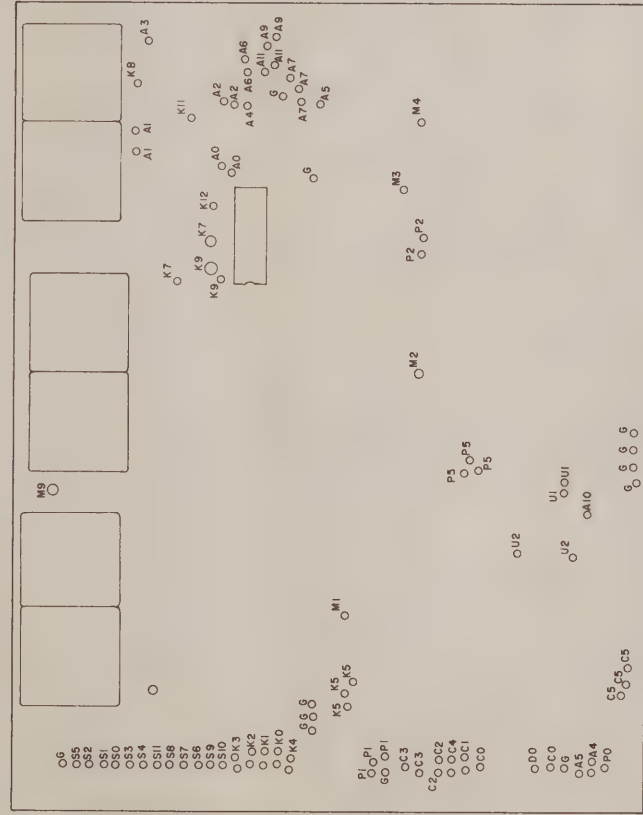 A3
K8
A1
A1
K11
A9
A9
A6
A11
A11
A6
A7
A7
A7
A2
A2
A4
G
A5
A0
A0
G
K12
K7
K7
K9
K9
M4
M3
P2
P2
M2
M9
P5
P5
P5
G
G
G
G
U1
U1
A10
U2
U2
M1
K5
K5
K5
G
G
G
C5
C5
C5
G
S5
S2
S1
S0
S3
S4
S11
S8
S7
S6
S9
S10
K3
K2
K1
K0
K4
P1
P1
G
P1
C3
C3
C2
C2
C4
C1
C0
D0
C0
G
A5
A4
P0